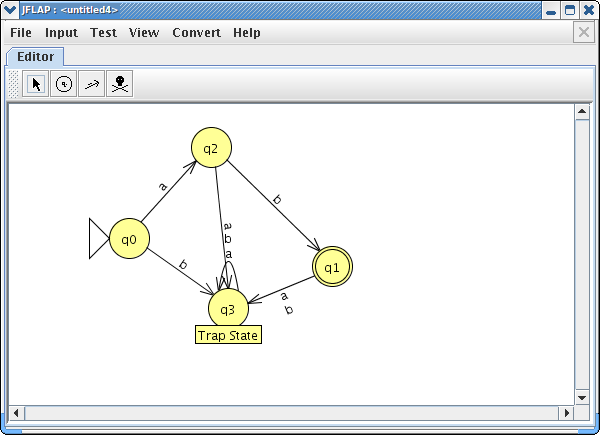 JFLAP : <untitled4>
File Input Test View Convert Help
Editor
q2
a
b
a
b
a
q0
b
q1
a
b
q3
Trap State